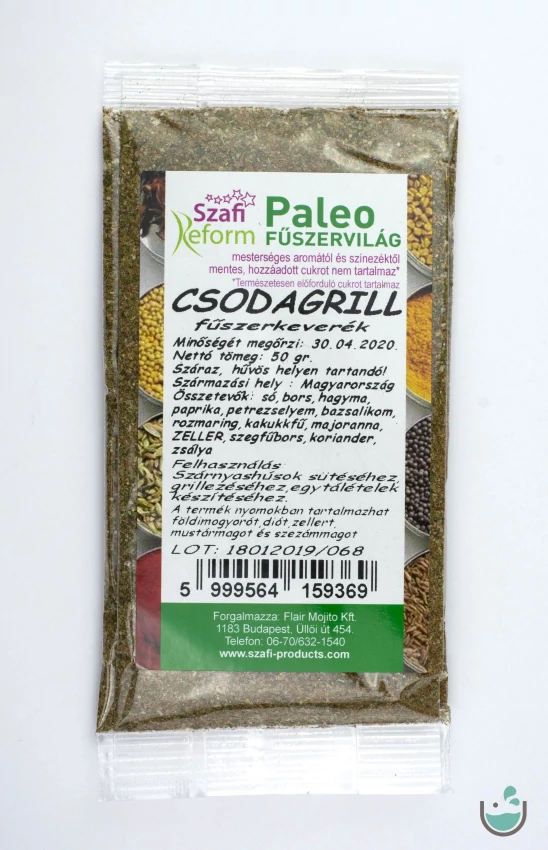 Szafi
Reform
Paleo
FŰSZERVILÁG
mesterséges aromától és színezéktől
mentes, hozzáadott cukrot nem tartalmaz*
*Természetesen előforduló cukrot tartalmaz
CSODAGRILL
fűszerkeverék
Minőségét megőrzi: 30.04.2020.
Nettó tömeg: 50 gr.
Száraz, hűvös helyen tartandó!
Származási hely : Magyarország
Összetevők: só, bors, hagyma,
paprika, petrezselyem, bazsalikom,
rozmaring, kakukkfű, majoranna,
ZELLER, szegfűbors, koriander,
zsálya
Felhasználás
Szárnyashúsok sütéséhez,
grillezéséhez,egytálételek
készítéséhez.
A termék nyomokban tartalmazhat
földimogyorót,diót,zellert,
mustármagot és szezámmagot
LOT: 18012019/068
5 999564 159369
Forgalmazza: Flair Mojito Kft.
1183 Budapest, Üllői út 454.
Telefon: 06-70/632-1540
www.szafi-products.com